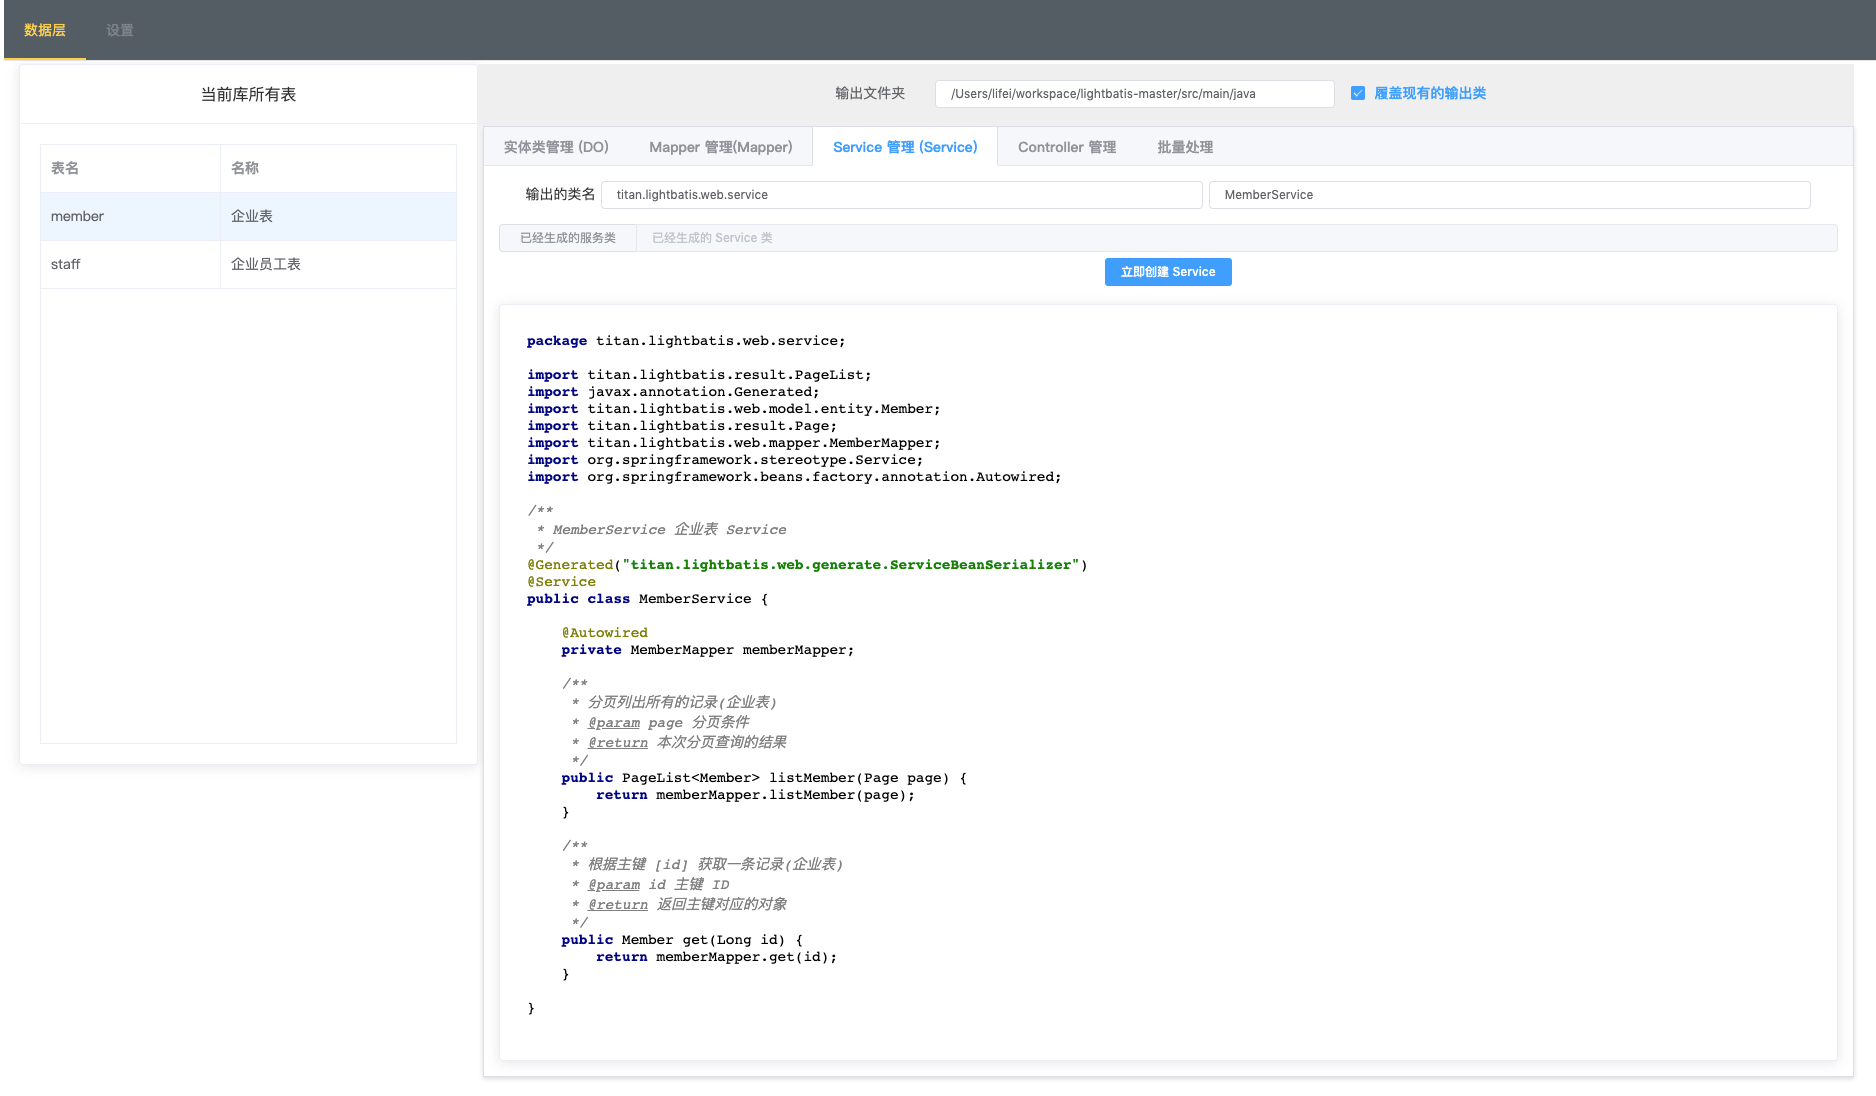 数据层
设置
当前库所有表
表名 名称
member 企业表
staff 企业员工表
输出文件夹 /Users/lifei/workspace/lightbatis-master/src/main/java 履盖现有的输出类
实体类管理 (DO) Mapper 管理(Mapper) Service 管理 (Service) Controller 管理 批量处理
输出的类名 titan.lightbatis.web.service MemberService
已经生成的服务类 已经生成的 Service 类
立即创建 Service
package titan.lightbatis.web.service;
import titan.lightbatis.result.PageList;
import javax.annotation.Generated;
import titan.lightbatis.web.model.entity.Member;
import titan.lightbatis.result.Page;
import titan.lightbatis.web.mapper.MemberMapper;
import org.springframework.stereotype.Service;
import org.springframework.beans.factory.annotation.Autowired;
/**
 * MemberService 企业表 Service
 */
@Generated("titan.lightbatis.web.generate.ServiceBeanSerializer")
@Service
public class MemberService {
    @Autowired
    private MemberMapper memberMapper;
    /**
     * 分页列出所有的记录(企业表)
     * @param page 分页条件
     * @return 本次分页查询的结果
     */
    public PageList<Member> listMember(Page page) {
        return memberMapper.listMember(page);
    }
    /**
     * 根据主键 [id] 获取一条记录(企业表)
     * @param id 主键 ID
     * @return 返回主键对应的对象
     */
    public Member get(Long id) {
        return memberMapper.get(id);
    }
}